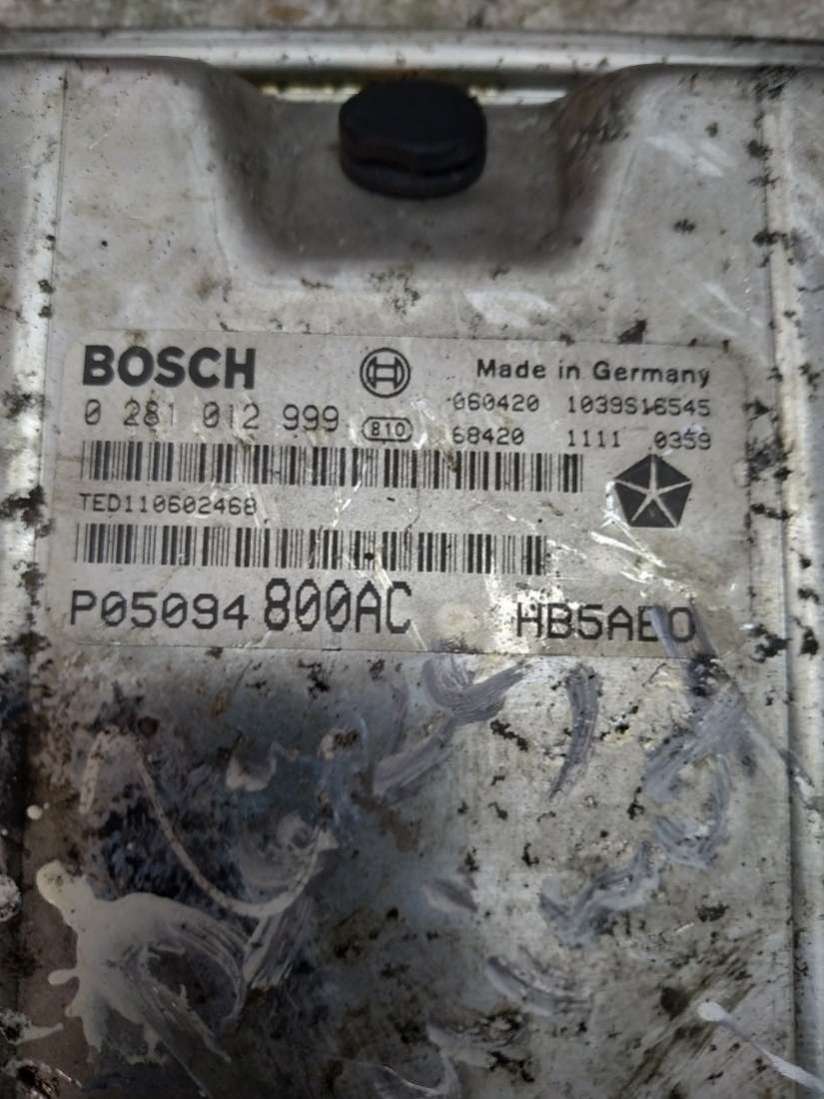 BOSCH Made in Germany
0 281 012 999 810 060420 1039S16545
68420 1111 0359
TED110602468
P05094 800AC HB5AE0